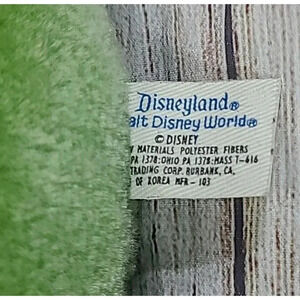 Disneyland®
alt Disney World®
© DISNEY
MATERIALS POLYESTER FIBERS
PA 1378:OHIO PA 1378:MASS T-616
TRADING CORP. BURBANK, CA.
OF KOREA MFR-103